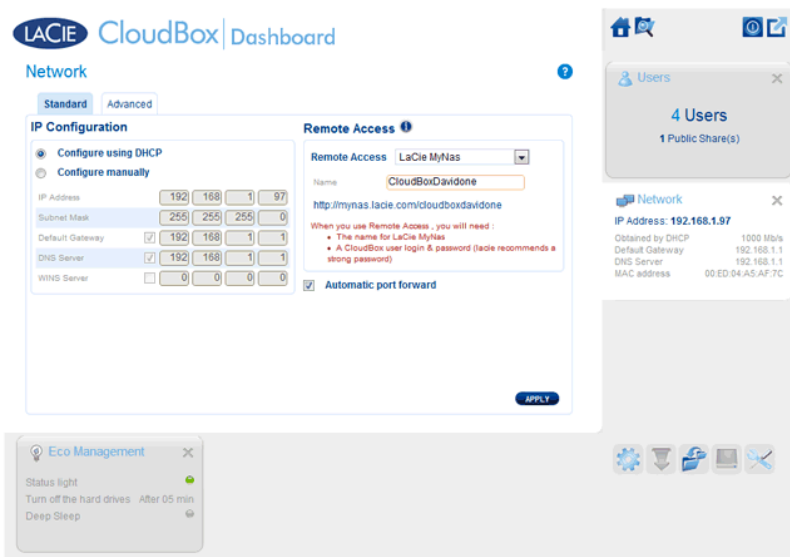 LACIE CloudBox Dashboard
Network
Standard Advanced
IP Configuration
Configure using DHCP
Configure manually
IP Address 192 168 1 97
Subnet Mask 255 255 255 0
Default Gateway 192 168 1 1
DNS Server 192 168 1 1
WINS Server 0 0 0 0
Remote Access
Remote Access LaCie MyNas
Name CloudBoxDavidone
http://mynas.lacie.com/cloudboxdavidone
When you use Remote Access , you will need :
The name for LaCie MyNas
A CloudBox user login & password (lacie recommends a
strong password)
Automatic port forward
APPLY
Users
4 Users
1 Public Share(s)
Network
IP Address: 192.168.1.97
Obtained by DHCP 1000 Mb/s
Default Gateway 192.168.1.1
DNS Server 192.168.1.1
MAC address 00:ED:04:A5:AF:7C
Eco Management
Status light
Turn off the hard drives After 05 min
Deep Sleep